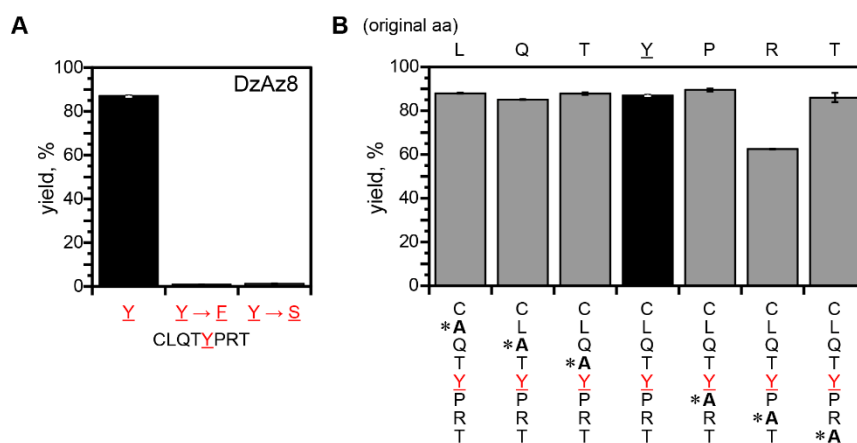 A
B (original aa)
L Q T Y P R T
DzAz8
yield, %
100
80
60
40
20
0
Y Y → F Y → S
CLQTYPRT
yield, %
100
80
60
40
20
0
C C C C C C C
*A L L L L L L
Q *A Q Q Q Q Q
T T *A T T T T
Y Y Y Y Y Y Y
P P P P *A P P
R R R R R *A R
T T T T T T *A